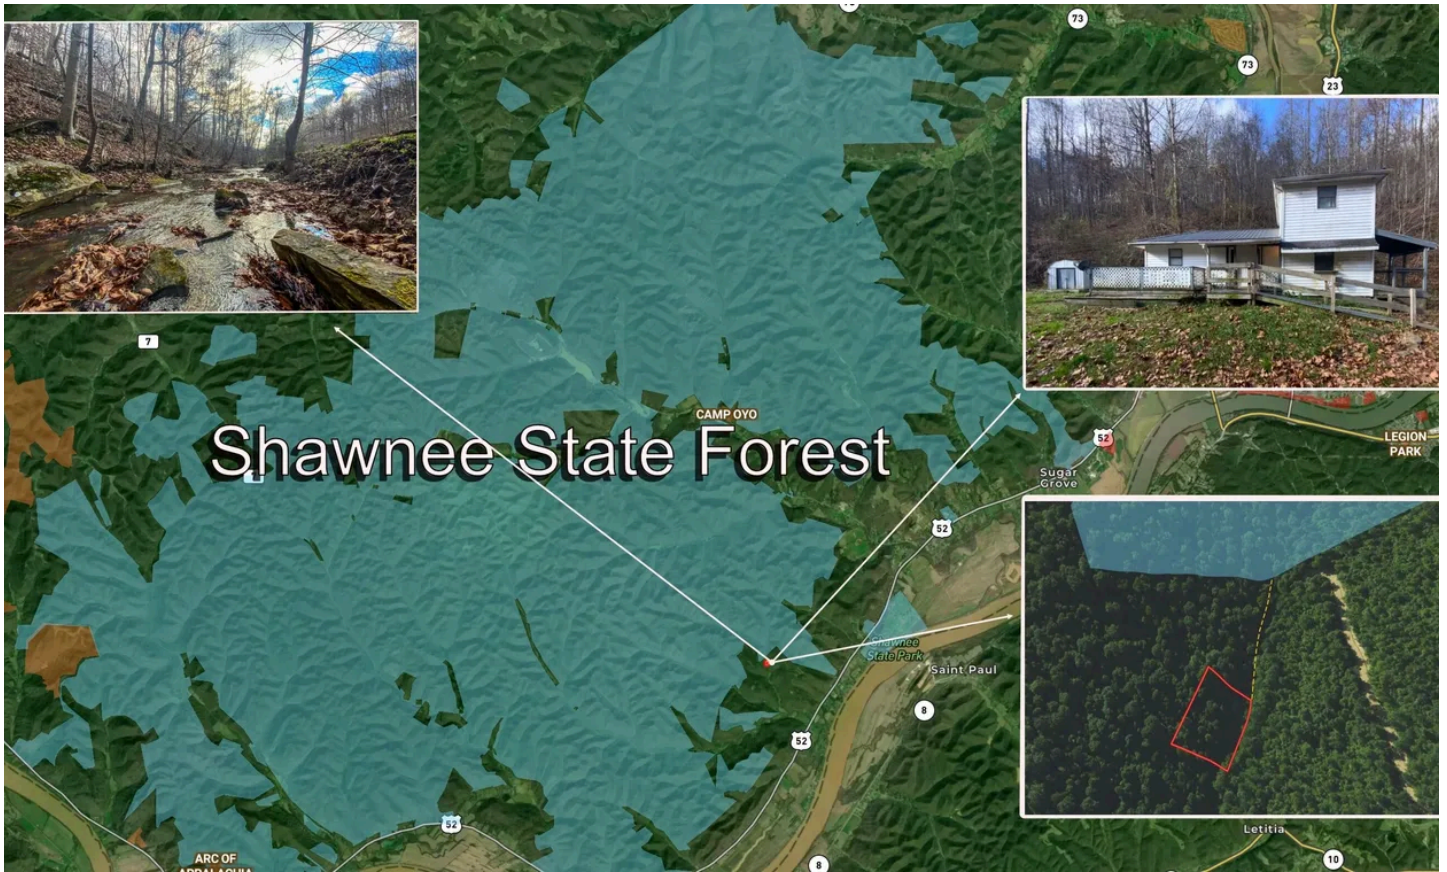 73
73
23
7
CAMP OYO
Shawnee State Forest
52
LEGION
PARK
Sugar
Grove
52
Shawnee
State Park
Saint Paul
8
52
52
Letitia
8
10
ARC OF
APPALACHIA